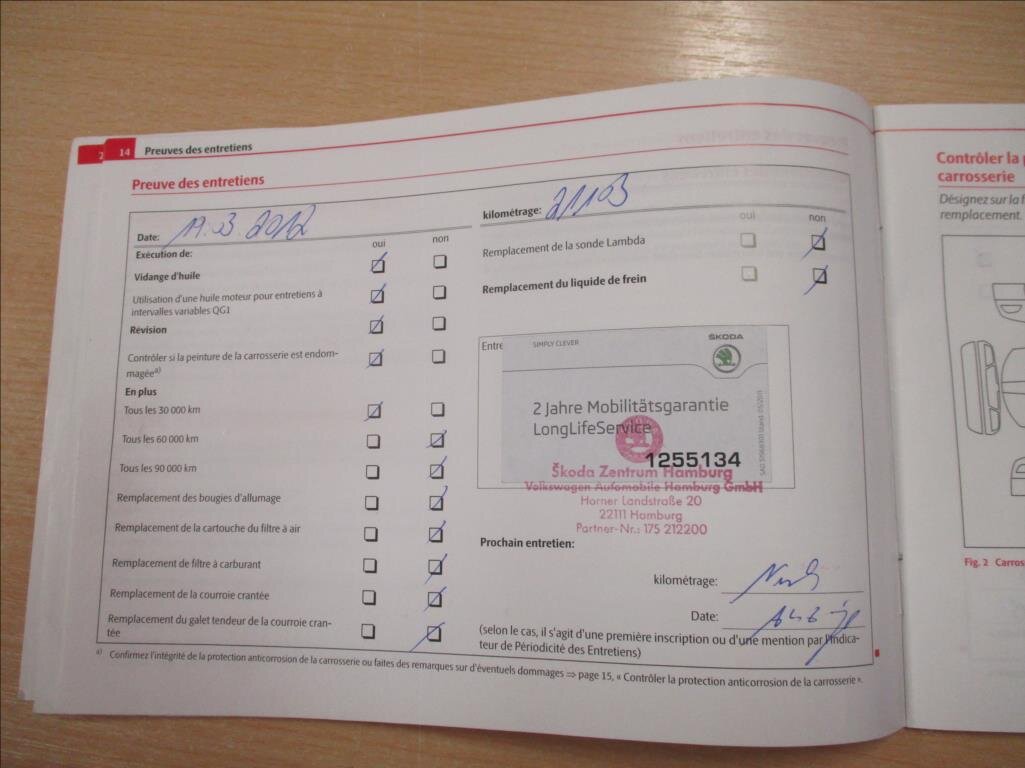 2
14 Preuves des entretiens
Preuve des entretiens
Date:
2012
kilométrage: 21103
oui non
oui non
Exécution de:
Vidange d'huile
Utilisation d'une huile moteur pour entretiens à
intervalles variables QG1
Révision
Contrôler si la peinture de la carrosserie est endom-
magéeᵃ⁾
En plus
Tous les 30 000 km
Tous les 60 000 km
Tous les 90 000 km
Remplacement des bougies d'allumage
Remplacement de la cartouche du filtre à air
Remplacement de filtre à carburant
Remplacement de la courroie crantée
Remplacement du galet tendeur de la courroie cran-
tée
Remplacement de la sonde Lambda
Remplacement du liquide de frein
Entre
SIMPLY CLEVER
ŠKODA
2 Jahre Mobilitätsgarantie
LongLifeService
1255134
Škoda Zentrum Hamburg
Volkswagen Automobile Hamburg GmbH
Horner Landstraße 20
22111 Hamburg
Partner-Nr.: 175 212200
Prochain entretien:
kilométrage:
Date:
(selon le cas, il s'agit d'une première inscription ou d'une mention par l'Indica-
teur de Périodicité des Entretiens)
a) Confirmez l'intégrité de la protection anticorrosion de la carrosserie ou faites des remarques sur d'éventuels dommages ⇒ page 15, « Contrôler la protection anticorrosion de la carrosserie ».
Contrôler la
carrosserie
Désignez sur la
remplacement.
Fig. 2 Carros